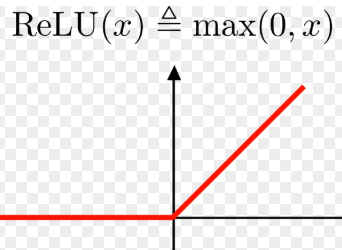 ReLU(x) ≜ max(0, x)